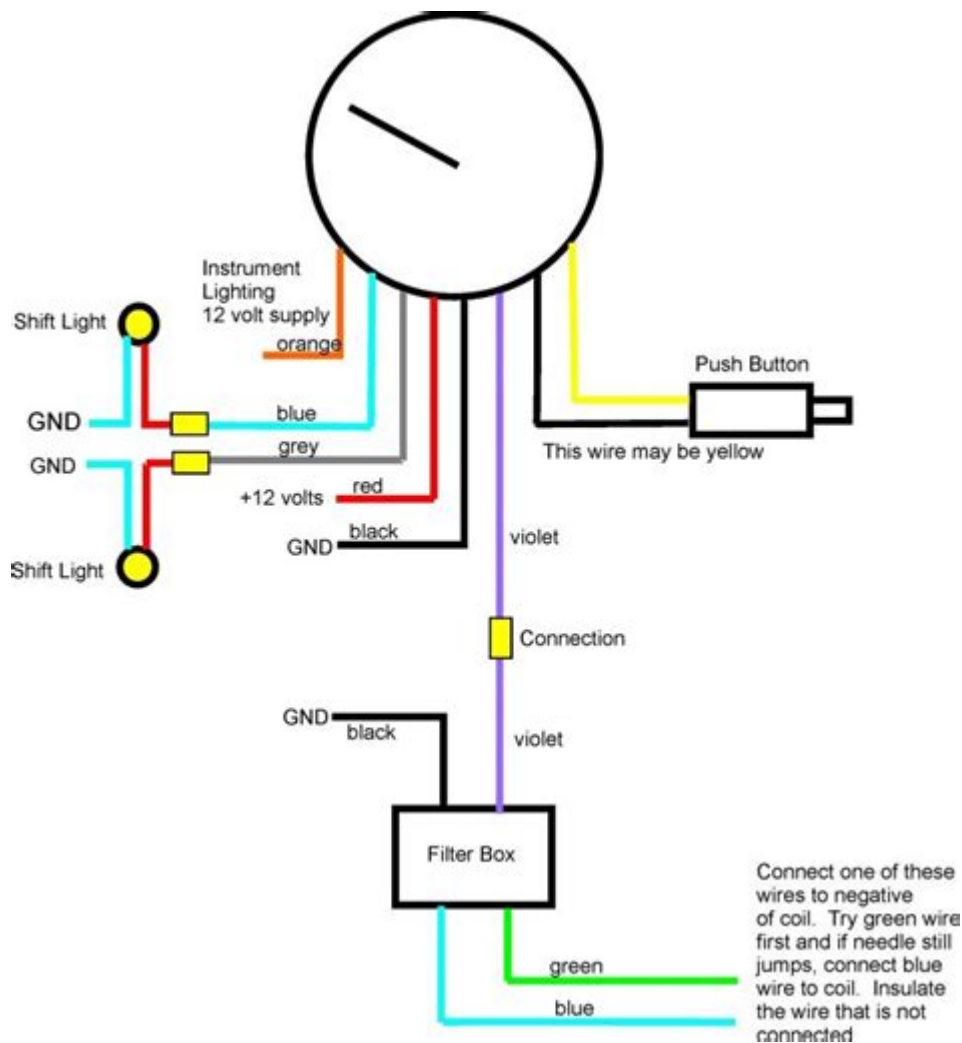 Instrument
Lighting
12 volt supply
orange
Shift Light
Push Button
GND
blue
grey
GND
This wire may be yellow
+12 volts
red
black
GND
violet
Shift Light
Connection
GND
black
violet
Filter Box
Connect one of these
wires to negative
of coil. Try green wire
first and if needle still
jumps, connect blue
wire to coil. Insulate
the wire that is not
connected
green
blue